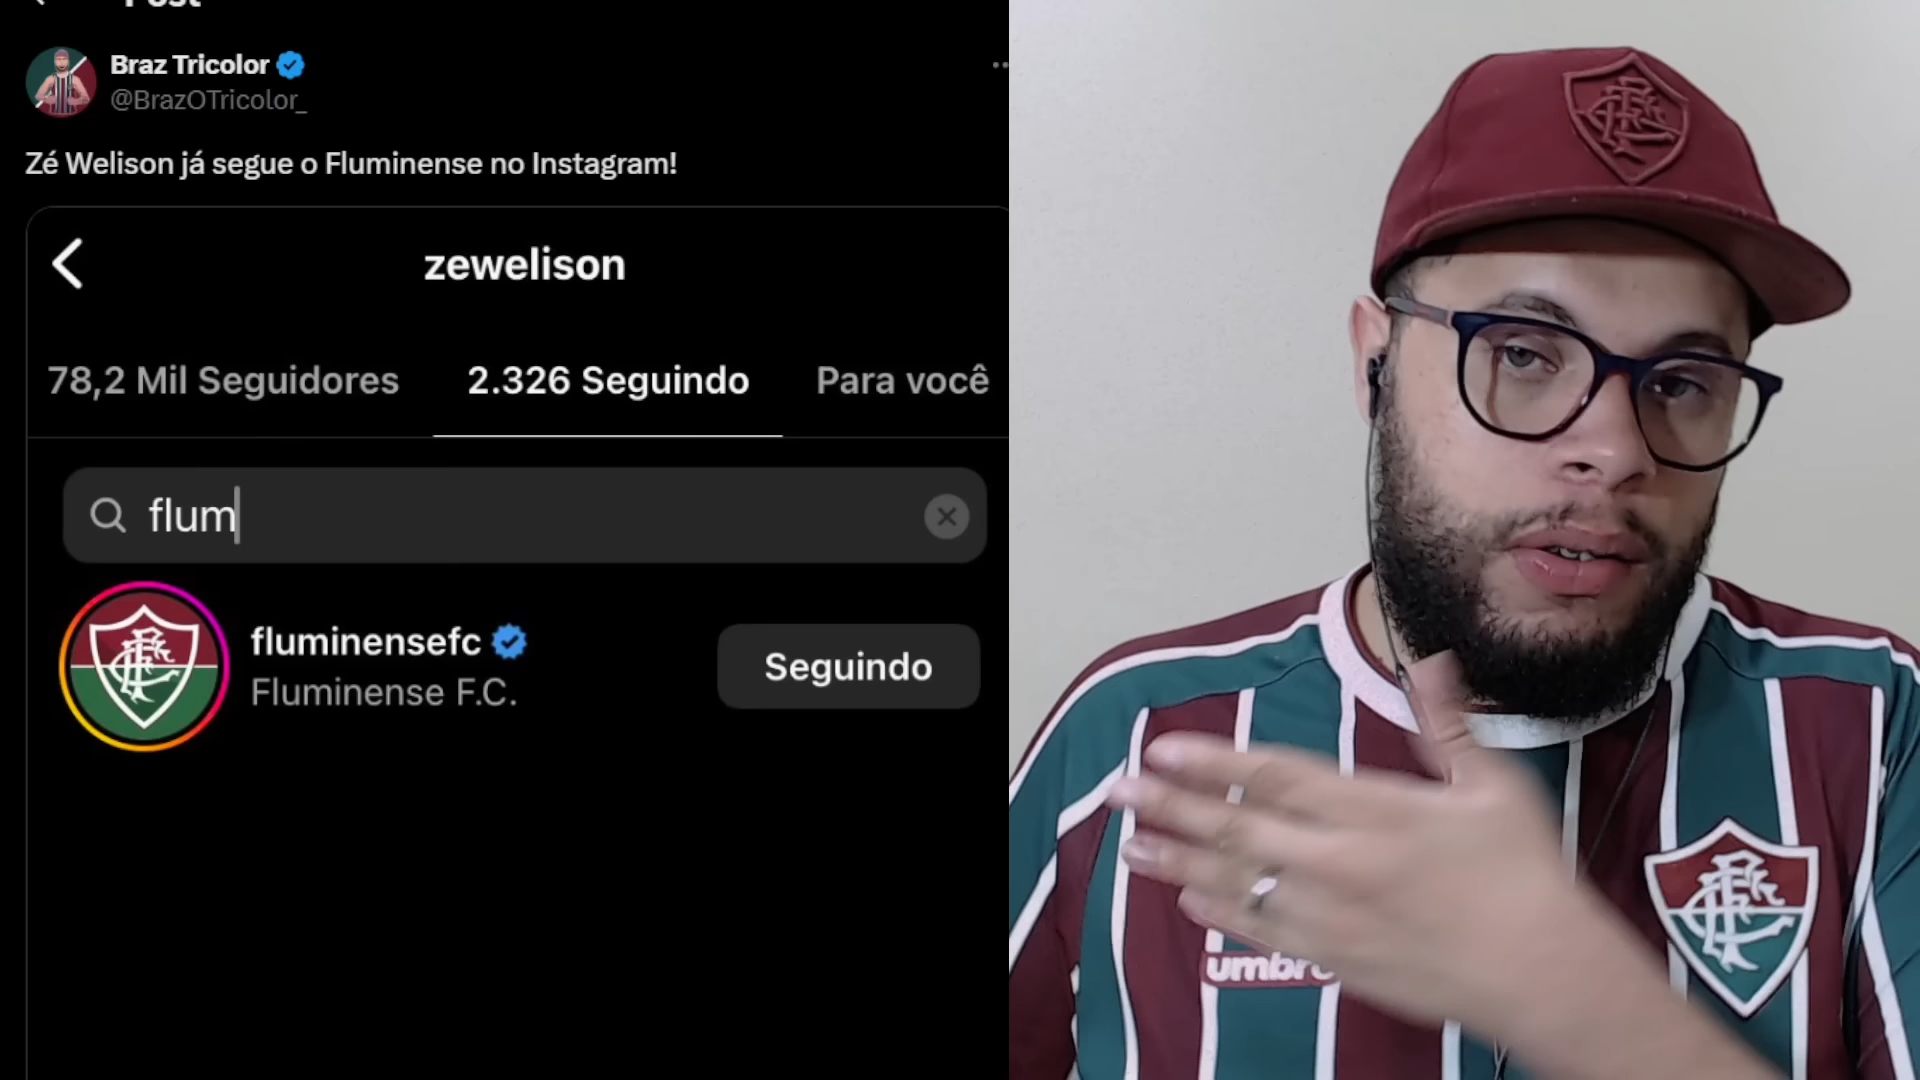 Post
Braz Tricolor
@BrazOTricolor_
Zé Welison já segue o Fluminense no Instagram!
zewelison
78,2 Mil Seguidores
2.326 Seguindo
Para você
flum
fluminensefc
Fluminense F.C.
Seguindo
umbro